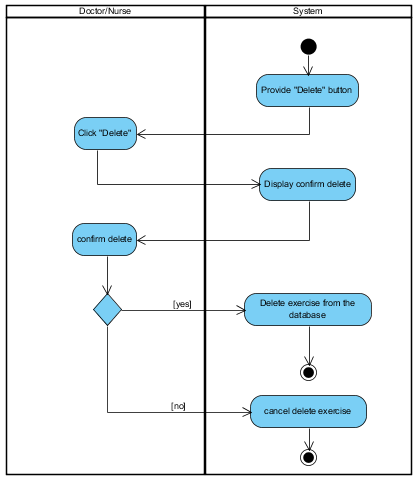 Doctor/Nurse
System
Provide "Delete" button
Click "Delete"
Display confirm delete
confirm delete
[yes]
Delete exercise from the
database
[no]
cancel delete exercise